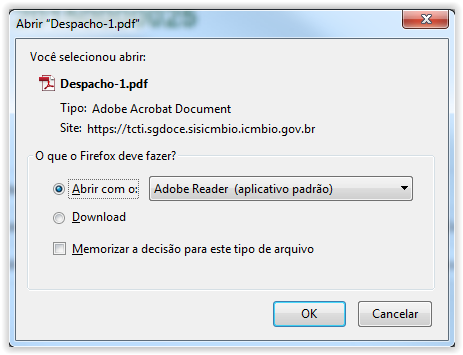 Abrir "Despacho-1.pdf"
Você selecionou abrir:
Despacho-1.pdf
Tipo: Adobe Acrobat Document
Site: https://tcti.sgdoce.sisicmbio.icmbio.gov.br
O que o Firefox deve fazer?
Abrir com o: Adobe Reader (aplicativo padrão)
Download
Memorizar a decisão para este tipo de arquivo
OK Cancelar